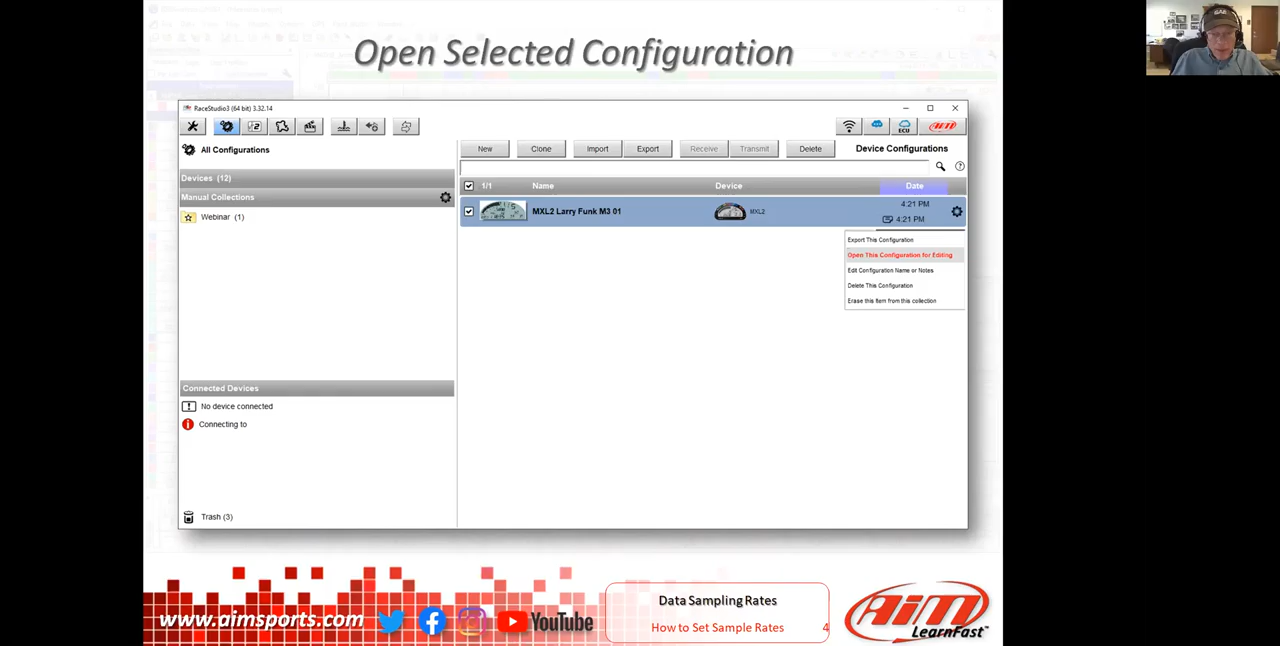 Open Selected Configuration
RaceStudio3 (64 bit) 3.32.14
All Configurations
New Clone Import Export Receive Transmit Delete Device Configurations
Devices (12)
Manual Collections
Webinar (1)
1/1 Name Device Date
MXL2 Larry Funk M3 01 MXL2 4:21 PM
4:21 PM
Export This Configuration
Open This Configuration for Editing
Edit Configuration Name or Notes
Delete This Configuration
Erase this item from this collection
Connected Devices
No device connected
Connecting to
Trash (3)
www.aimsports.com
YouTube
Data Sampling Rates
How to Set Sample Rates 4
AiM
LearnFast